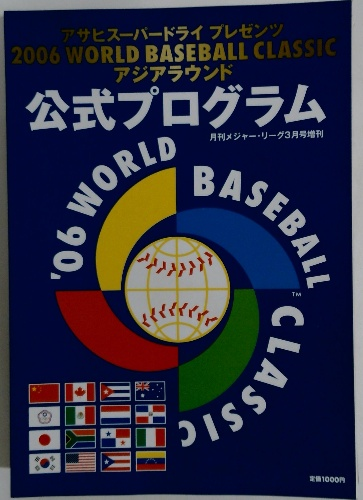 アサヒスーパードライ プレゼンツ
2006 WORLD BASEBALL CLASSIC
アジアラウンド
公式プログラム
月刊メジャー・リーグ3月号増刊
'06 WORLD
BASEBALL
CLASSIC
TM
定価1000円